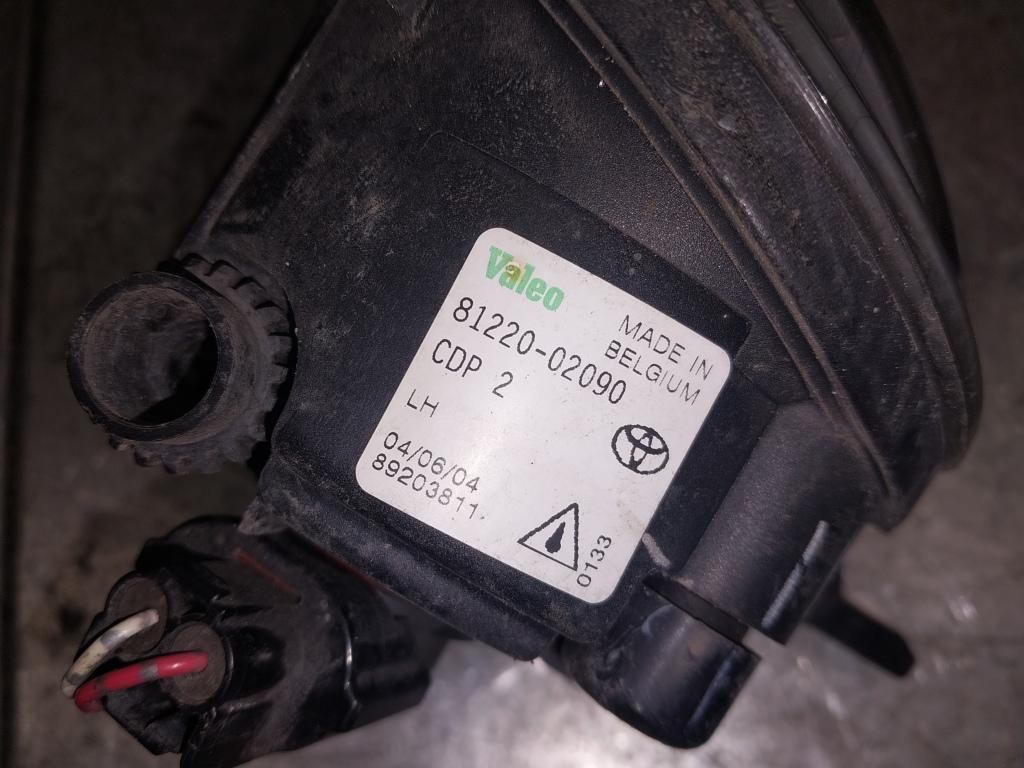 Valeo
MADE IN
BELGIUM
81220-02090
CDP 2
LH
04/06/04
89203811
0133